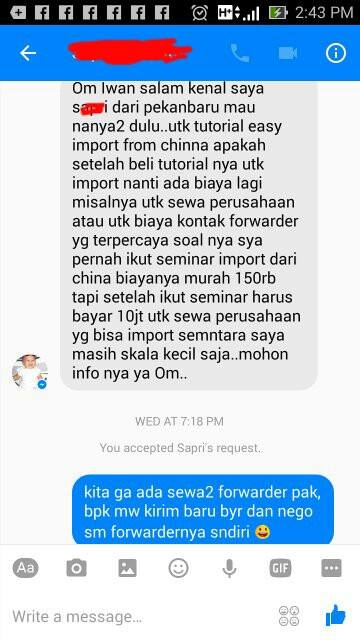 H+
2:43 PM
Om Iwan salam kenal saya
dari pekanbaru mau
nanya2 dulu..utk tutorial easy
import from chinna apakah
setelah beli tutorial nya utk
import nanti ada biaya lagi
misalnya utk sewa perusahaan
atau utk biaya kontak forwarder
yg terpercaya soal nya sya
pernah ikut seminar import dari
china biayanya murah 150rb
tapi setelah ikut seminar harus
bayar 10jt utk sewa perusahaan
yg bisa import semntara saya
masih skala kecil saja..mohon
info nya ya Om..
WED AT 7:18 PM
You accepted Sapri's request.
kita ga ada sewa2 forwarder pak,
bpk mw kirim baru byr dan nego
sm forwardernya sndiri 😃
Aa
GIF
Write a message...